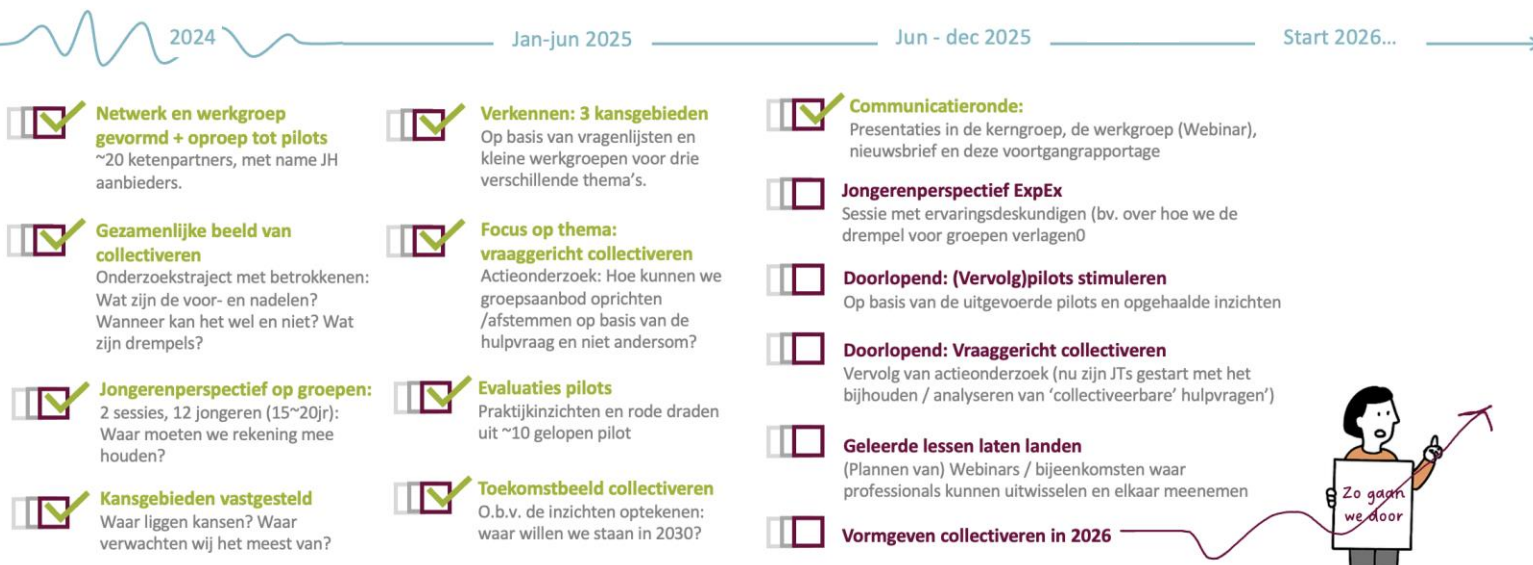 2024
Jan-jun 2025
Jun - dec 2025
Start 2026...
Netwerk en werkgroep
gevormd + oproep tot pilots
~20 ketenpartners, met name JH
aanbieders.
Gezamenlijke beeld van
collectiveren
Onderzoekstraject met betrokkenen:
Wat zijn de voor- en nadelen?
Wanneer kan het wel en niet? Wat
zijn drempels?
Jongerenperspectief op groepen:
2 sessies, 12 jongeren (15~20jr):
Waar moeten we rekening mee
houden?
Kansgebieden vastgesteld
Waar liggen kansen? Waar
verwachten wij het meest van?
Verkennen: 3 kansgebieden
Op basis van vragenlijsten en
kleine werkgroepen voor drie
verschillende thema's.
Focus op thema:
vraaggericht collectiveren
Actieonderzoek: Hoe kunnen we
groepsaanbod oprichten
/afstemmen op basis van de
hulpvraag en niet andersom?
Evaluaties pilots
Praktijkinzichten en rode draden
uit ~10 gelopen pilot
Toekomstbeeld collectiveren
O.b.v. de inzichten optekenen:
waar willen we staan in 2030?
Communicatieronde:
Presentaties in de kerngroep, de werkgroep (Webinar),
nieuwsbrief en deze voortgangrapportage
Jongerenperspectief ExpEx
Sessie met ervaringsdeskundigen (bv. over hoe we de
drempel voor groepen verlagen0
Doorlopend: (Vervolg)pilots stimuleren
Op basis van de uitgevoerde pilots en opgehaalde inzichten
Doorlopend: Vraaggericht collectiveren
Vervolg van actieonderzoek (nu zijn JTs gestart met het
bijhouden / analyseren van 'collectiveerbare' hulpvragen')
Geleerde lessen laten landen
(Plannen van) Webinars / bijeenkomsten waar
professionals kunnen uitwisselen en elkaar meenemen
Vormgeven collectiveren in 2026
Zo gaan
we door